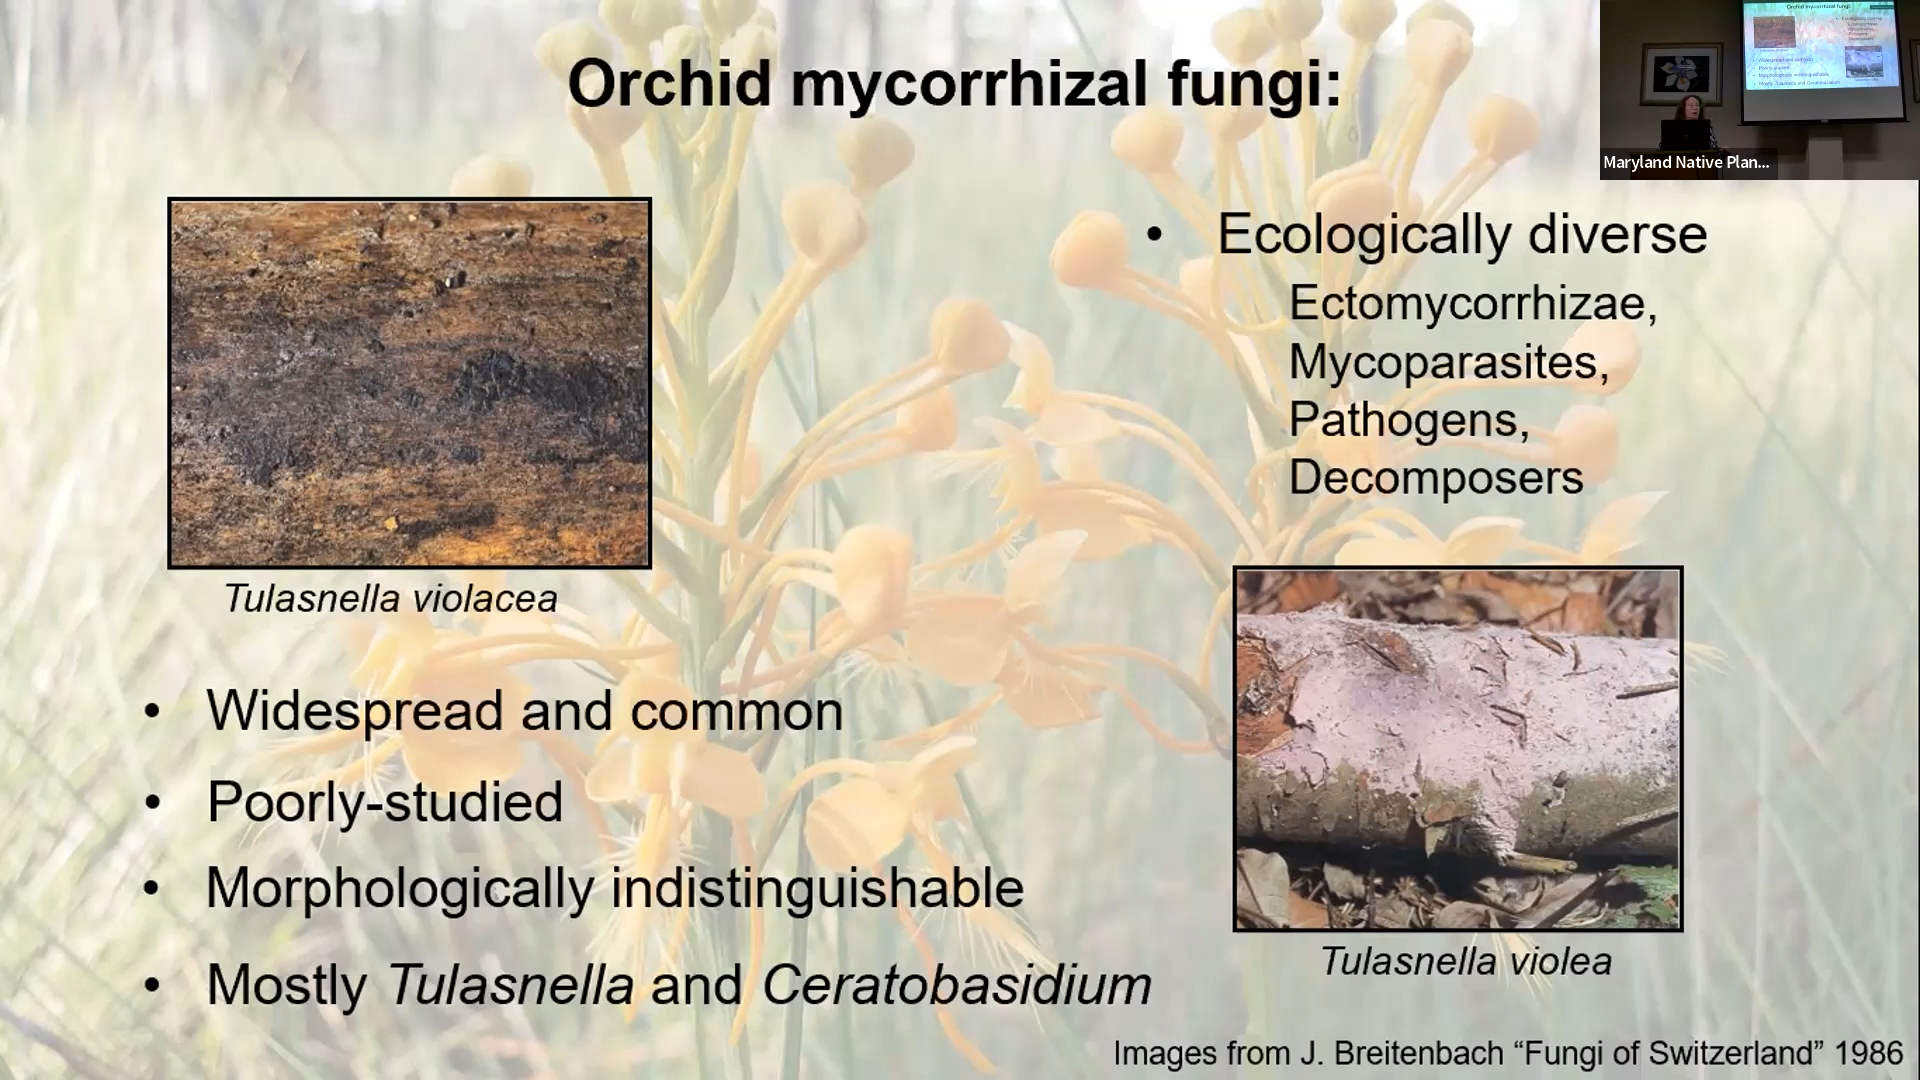 Orchid mycorrhizal fungi:
Maryland Native Plan...
• Ecologically diverse
Ectomycorrhizae,
Mycoparasites,
Pathogens,
Decomposers
Tulasnella violacea
• Widespread and common
• Poorly-studied
• Morphologically indistinguishable
• Mostly Tulasnella and Ceratobasidium
Tulasnella violea
Images from J. Breitenbach “Fungi of Switzerland” 1986